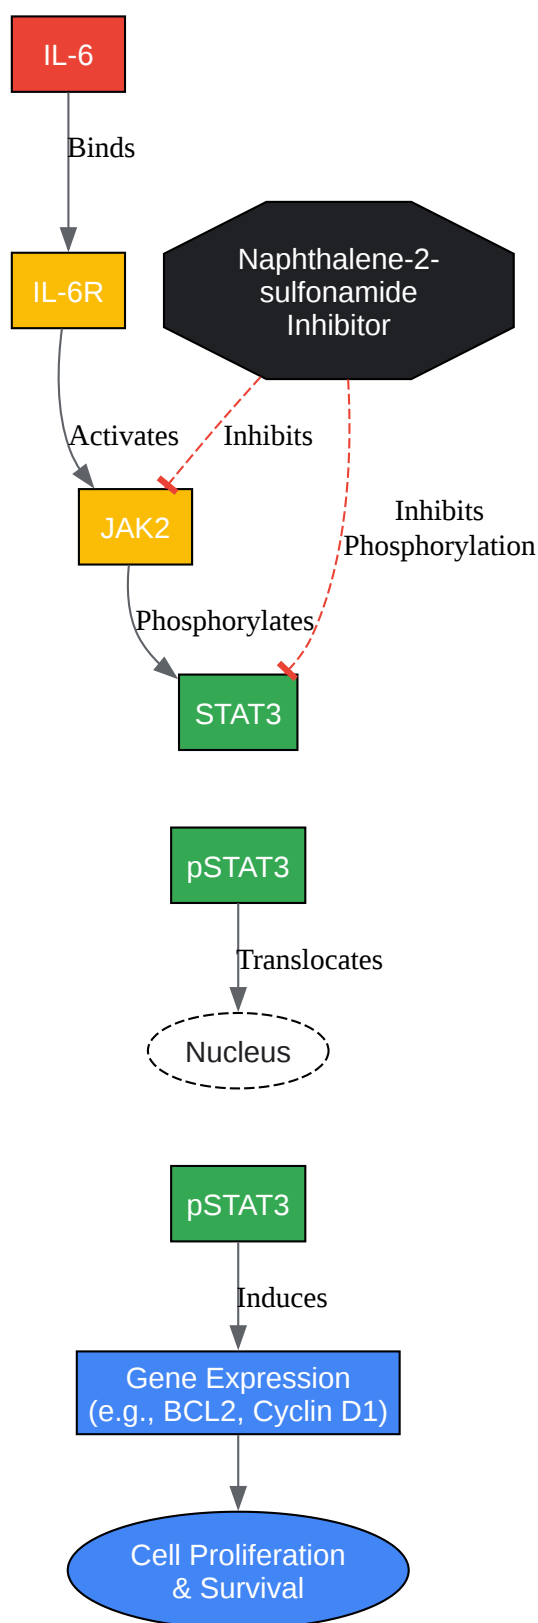 IL-6
Binds
Naphthalene-2-
sulfonamide
Inhibitor
IL-6R
Activates
Inhibits
Inhibits
Phosphorylation
JAK2
Phosphorylates
STAT3
pSTAT3
Translocates
Nucleus
pSTAT3
Induces
Gene Expression
(e.g., BCL2, Cyclin D1)
Cell Proliferation
& Survival